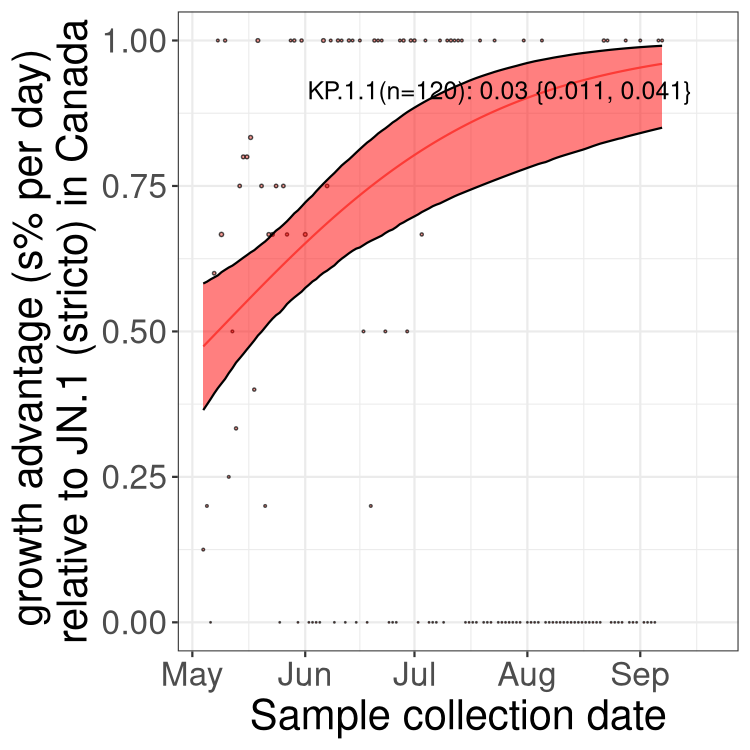 growth advantage (s% per day)
relative to JN.1 (stricto) in Canada
1.00
0.75
0.50
0.25
0.00
KP.1.1(n=120): 0.03 {0.011, 0.041}
May Jun Jul Aug Sep
Sample collection date